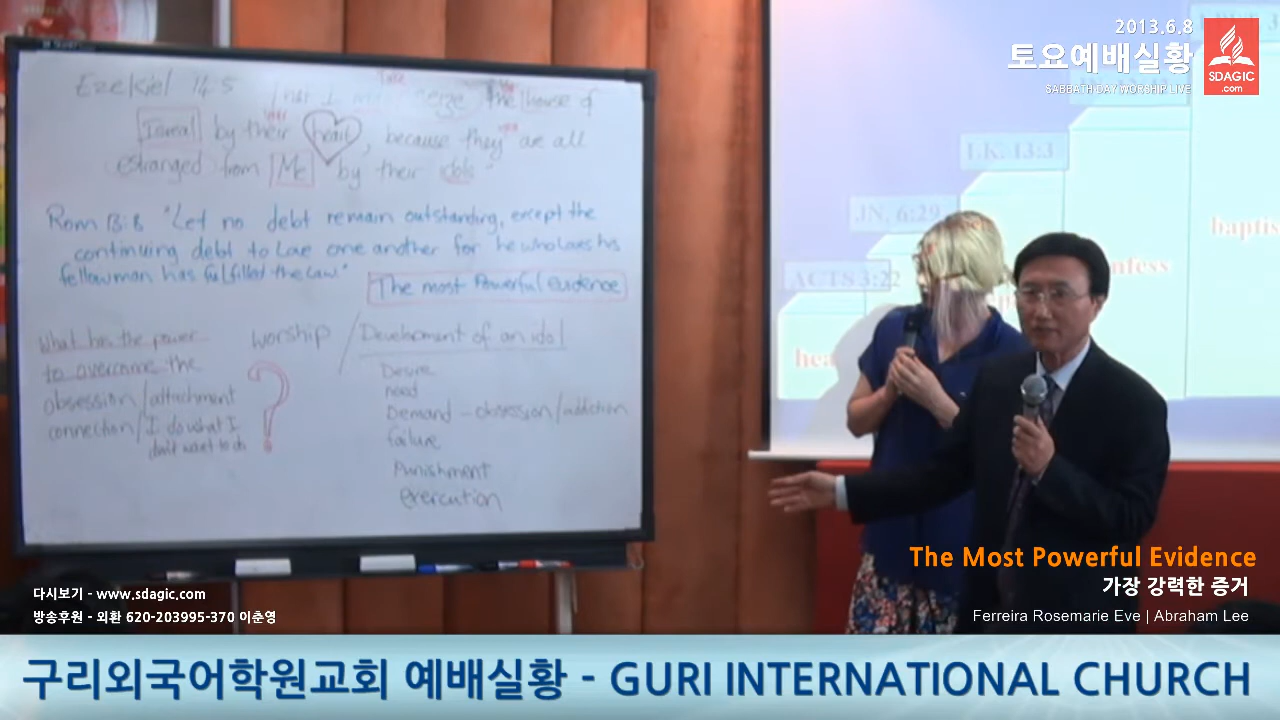 2013.6.8
토요예배실황
SABBATH DAY WORSHIP LIVE
SDAGIC
.com
Ezekiel 14:5
the house of
Israel by their heart, because they are all
estranged from Me by their idols"
Rom 13:8 "Let no debt remain outstanding, except the
continuing debt to Love one another for he who loves his
fellowman has fulfilled the Law."
The most Powerful evidence
What has the power
to overcome the
obsession/attachment
connection/I do what I
don't want to do
?
worship / Development of an idol
Desire
need
Demand - obsession/addiction
failure
Punishment
execution
LK. 13:3
JN. 6:29
ACTS 3:22
The Most Powerful Evidence
가장 강력한 증거
Ferreira Rosemarie Eve | Abraham Lee
다시보기 - www.sdagic.com
방송후원 - 외환 620-203995-370 이춘영
구리외국어학원교회 예배실황 - GURI INTERNATIONAL CHURCH